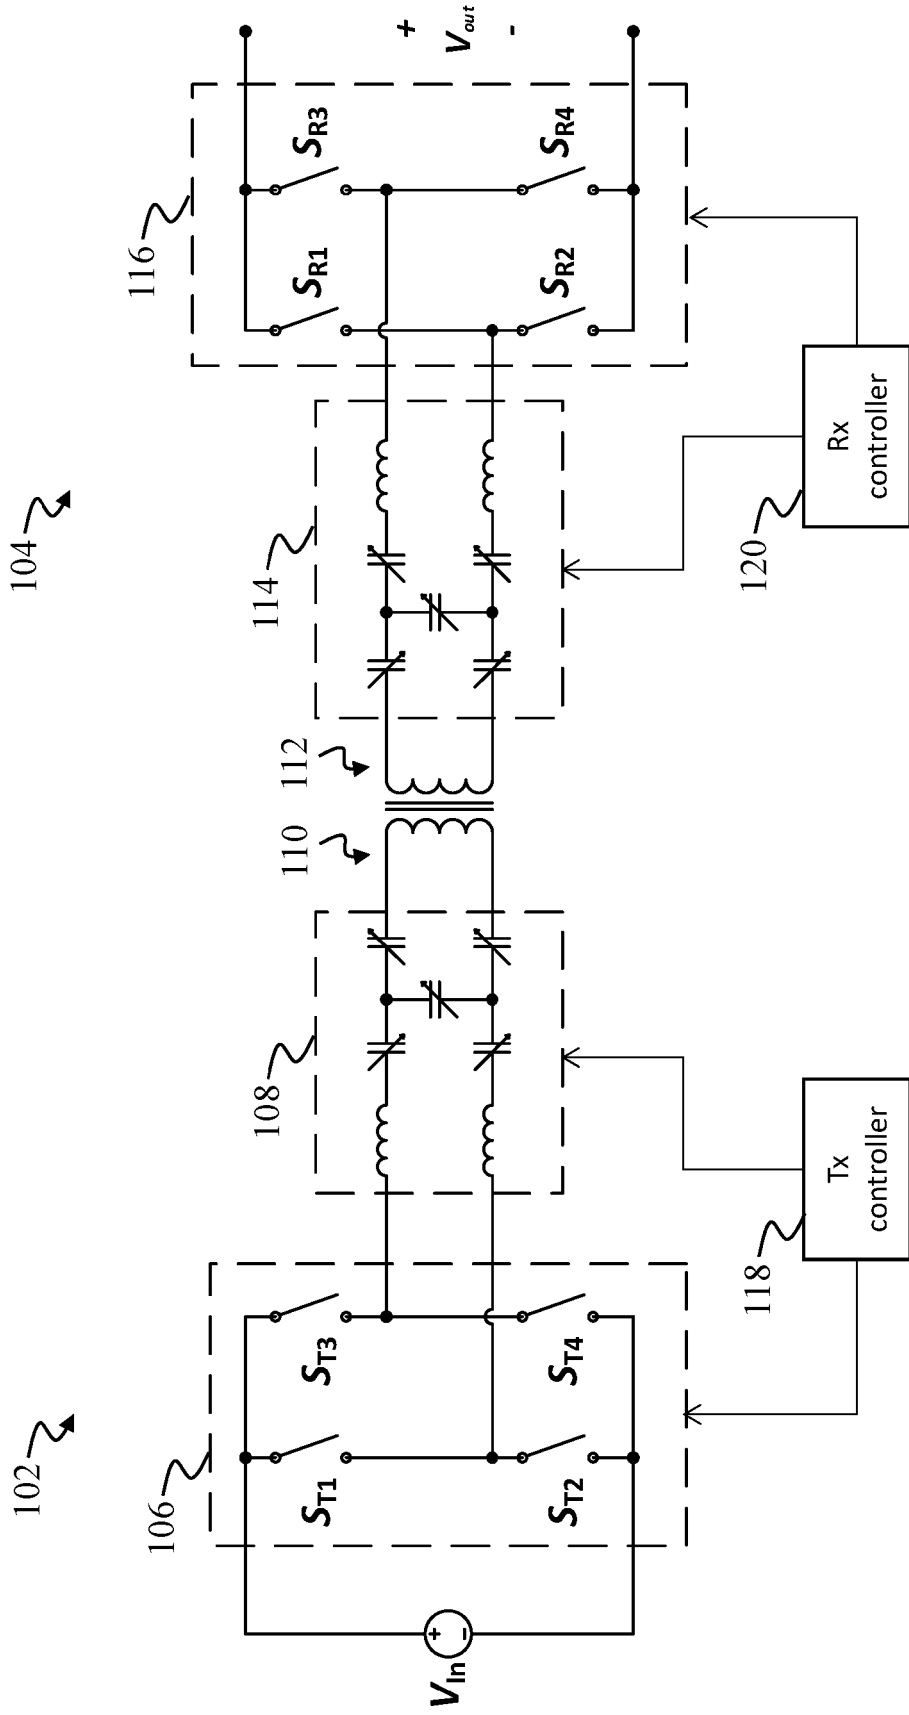 102
104
106
108
110
112
114
116
V_In
+
-
S_T1
S_T3
S_T2
S_T4
S_R1
S_R3
S_R2
S_R4
+
V_out
-
118
Tx
controller
120
Rx
controller